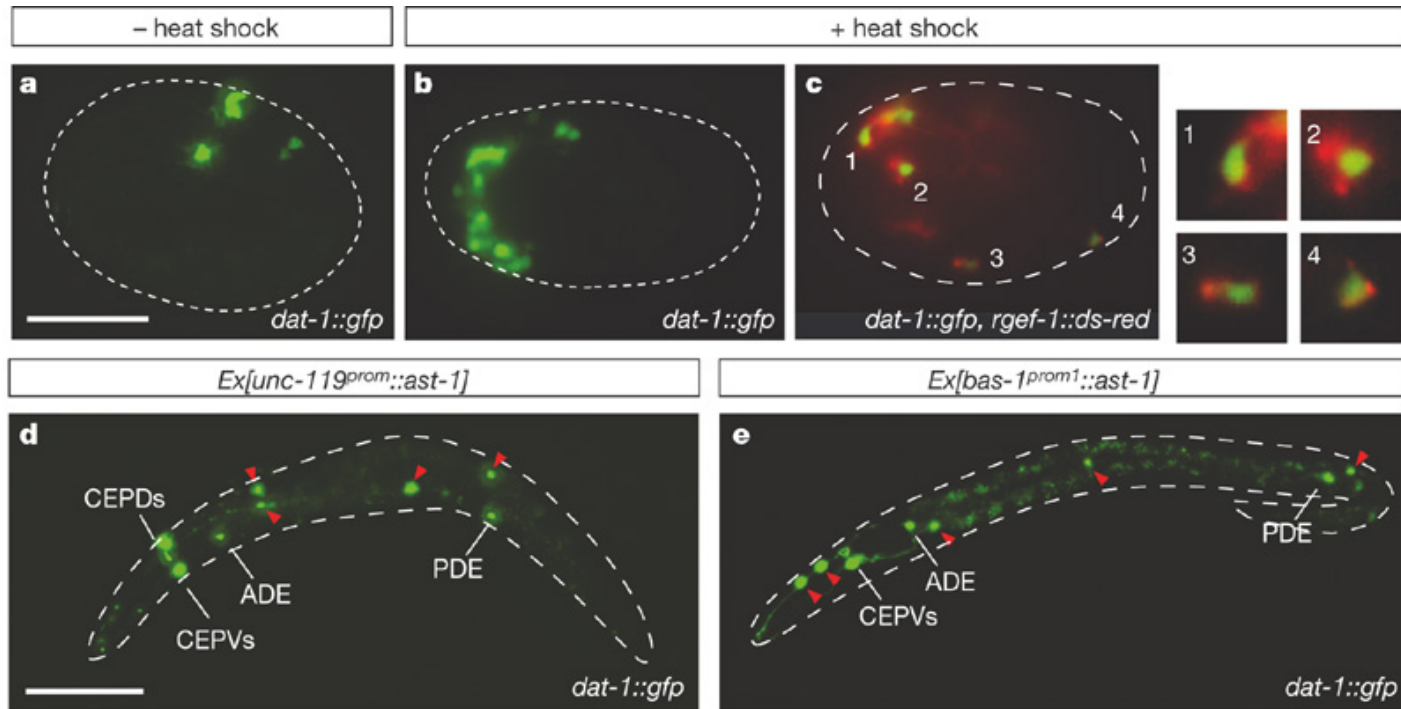 – heat shock
+ heat shock
a
b
c
1
2
3
4
dat-1::gfp
dat-1::gfp
dat-1::gfp, rgef-1::ds-red
1
2
3
4
Ex[unc-119prom::ast-1]
Ex[bas-1prom1::ast-1]
d
CEPDs
ADE
CEPVs
PDE
dat-1::gfp
e
ADE
CEPVs
PDE
dat-1::gfp